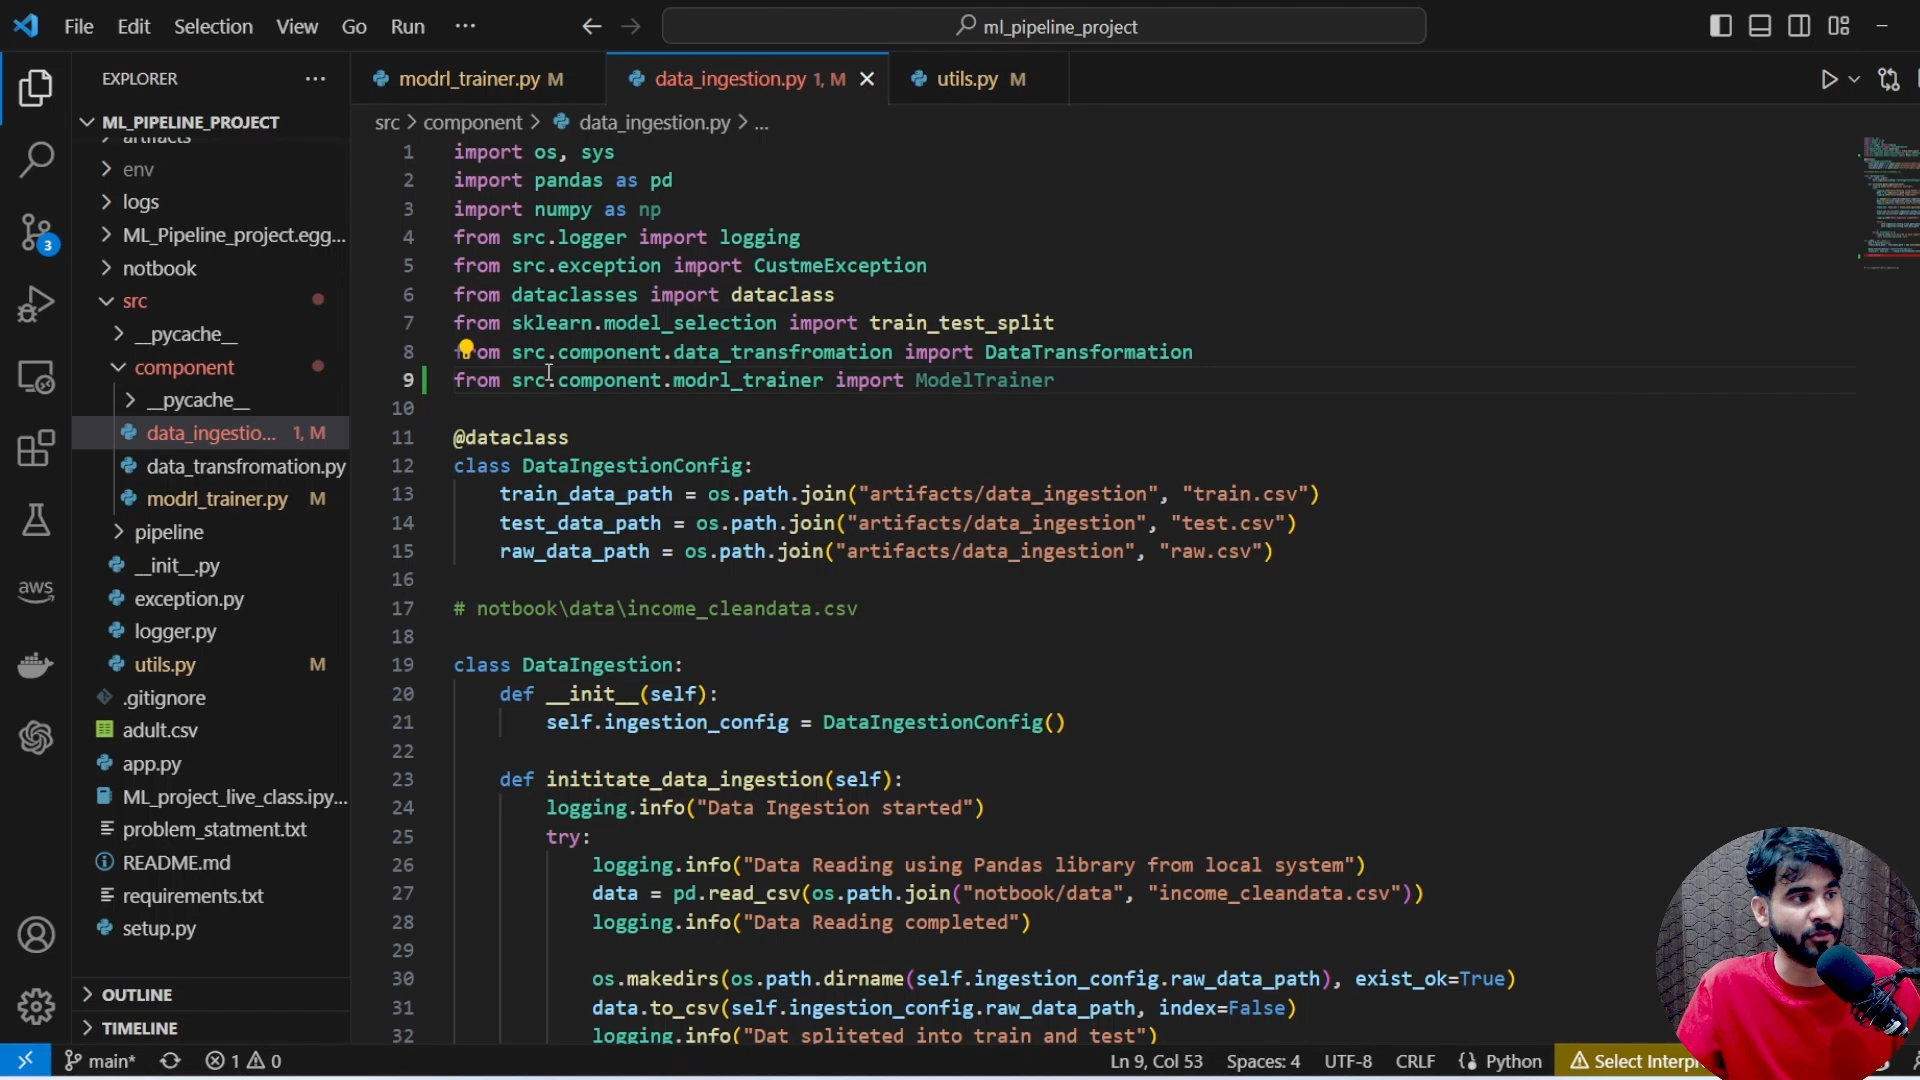 File Edit Selection View Go Run ···
ml_pipeline_project
EXPLORER ···
ML_PIPELINE_PROJECT
artifacts
env
logs
ML_Pipeline_project.egg...
notbook
src
__pycache__
component
__pycache__
data_ingestio... 1, M
data_transfromation.py
modrl_trainer.py M
pipeline
__init__.py
exception.py
logger.py
utils.py M
.gitignore
adult.csv
app.py
ML_project_live_class.ipy...
problem_statment.txt
README.md
requirements.txt
setup.py
OUTLINE
TIMELINE
3
aws
modrl_trainer.py M
data_ingestion.py 1, M
utils.py M
src > component > data_ingestion.py > ...
1 import os, sys
2 import pandas as pd
3 import numpy as np
4 from src.logger import logging
5 from src.exception import CustmeException
6 from dataclasses import dataclass
7 from sklearn.model_selection import train_test_split
8 from src.component.data_transfromation import DataTransformation
9 from src.component.modrl_trainer import ModelTrainer
10
11 @dataclass
12 class DataIngestionConfig:
13 train_data_path = os.path.join("artifacts/data_ingestion", "train.csv")
14 test_data_path = os.path.join("artifacts/data_ingestion", "test.csv")
15 raw_data_path = os.path.join("artifacts/data_ingestion", "raw.csv")
16
17 # notbook\data\income_cleandata.csv
18
19 class DataIngestion:
20 def __init__(self):
21 self.ingestion_config = DataIngestionConfig()
22
23 def inititate_data_ingestion(self):
24 logging.info("Data Ingestion started")
25 try:
26 logging.info("Data Reading using Pandas library from local system")
27 data = pd.read_csv(os.path.join("notbook/data", "income_cleandata.csv"))
28 logging.info("Data Reading completed")
29
30 os.makedirs(os.path.dirname(self.ingestion_config.raw_data_path), exist_ok=True)
31 data.to_csv(self.ingestion_config.raw_data_path, index=False)
32 logging.info("Dat spliteted into train and test")
main* 1 0 Ln 9, Col 53 Spaces: 4 UTF-8 CRLF {} Python Select Interpr